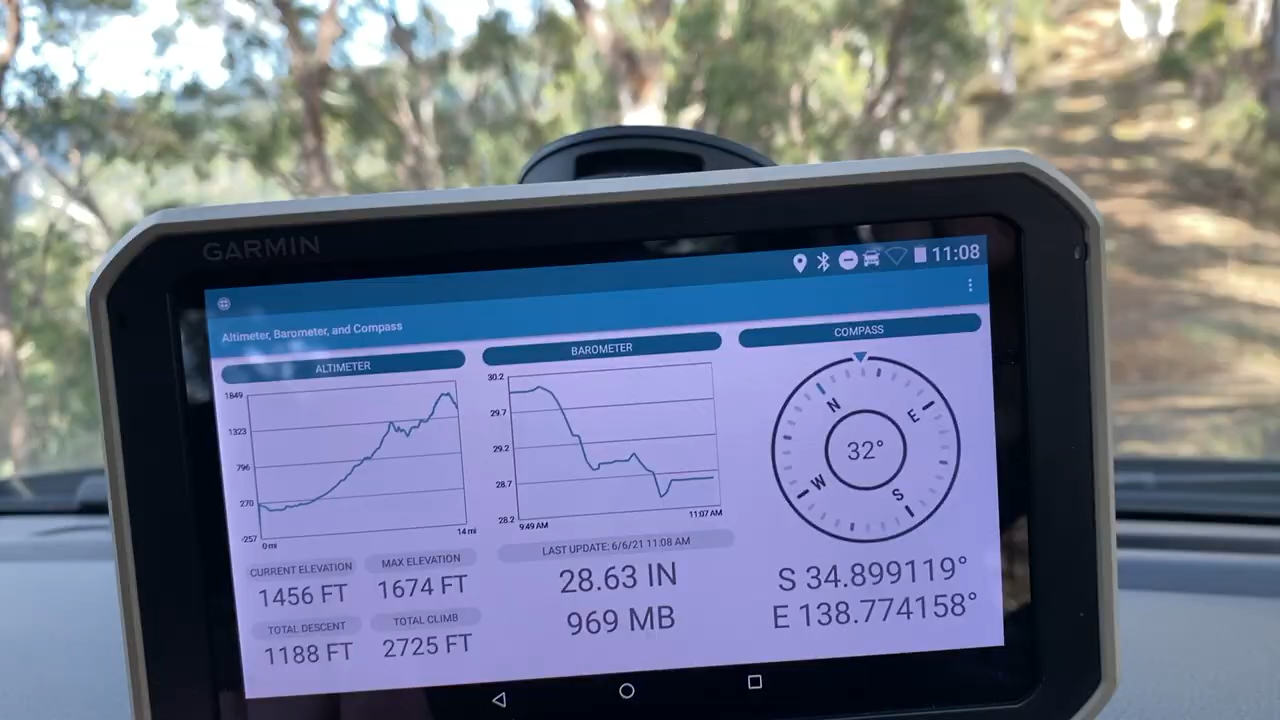 GARMIN
11:08
Altimeter, Barometer, and Compass
ALTIMETER
1849
1323
796
270
-257
0 mi
14 mi
CURRENT ELEVATION
1456 FT
MAX ELEVATION
1674 FT
TOTAL DESCENT
1188 FT
TOTAL CLIMB
2725 FT
BAROMETER
30.2
29.7
29.2
28.7
28.2
9:49 AM
11:07 AM
LAST UPDATE: 6/6/21 11:08 AM
28.63 IN
969 MB
COMPASS
N
E
S
W
32°
S 34.899119°
E 138.774158°